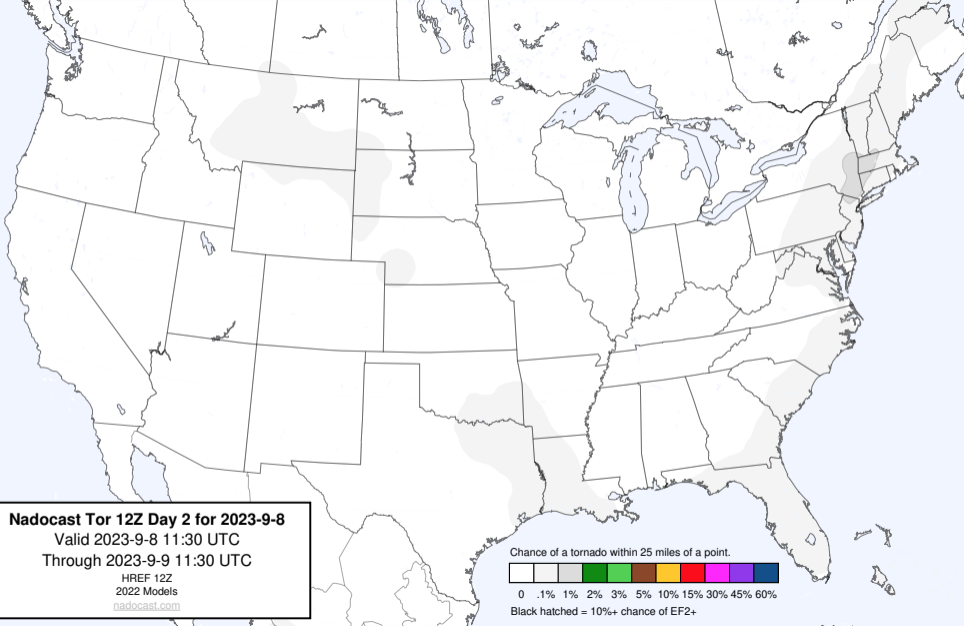 Nadocast Tor 12Z Day 2 for 2023-9-8
Valid 2023-9-8 11:30 UTC
Through 2023-9-9 11:30 UTC
HREF 12Z
2022 Models
nadocast.com
Chance of a tornado within 25 miles of a point.
0 .1% 1% 2% 3% 5% 10% 15% 30% 45% 60%
Black hatched = 10%+ chance of EF2+